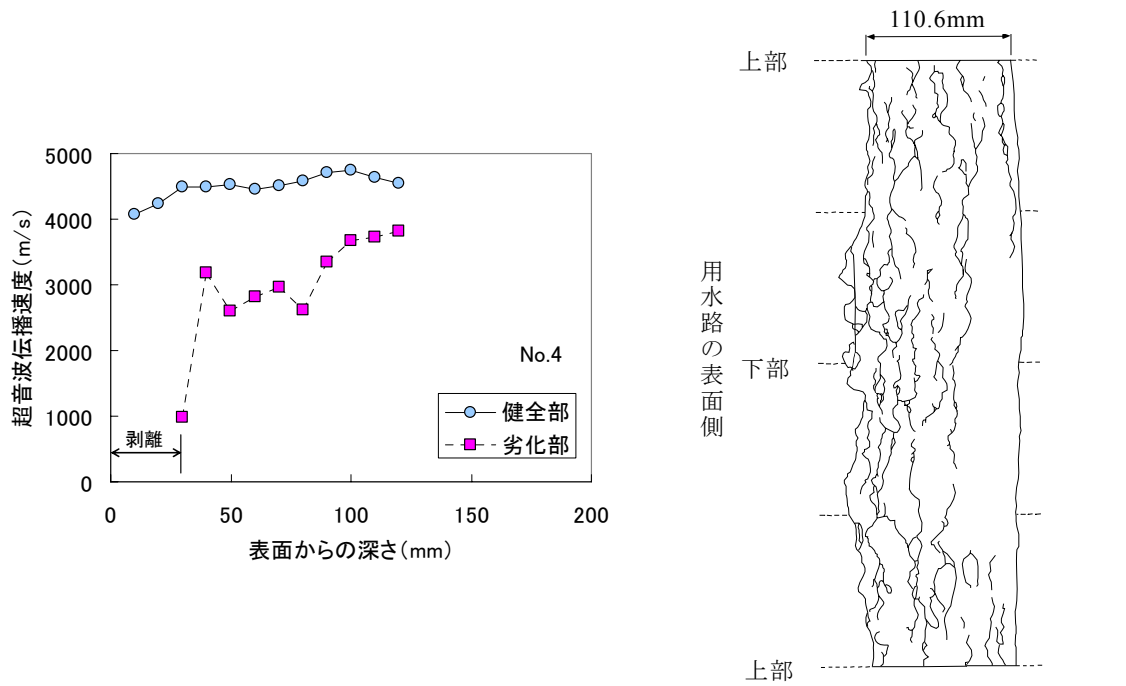 超音波伝播速度(m/s)
5000
4000
3000
2000
1000
0
0
50
100
150
200
表面からの深さ(mm)
剥離
No.4
健全部
劣化部
110.6mm
上部
用水路の表面側
下部
上部